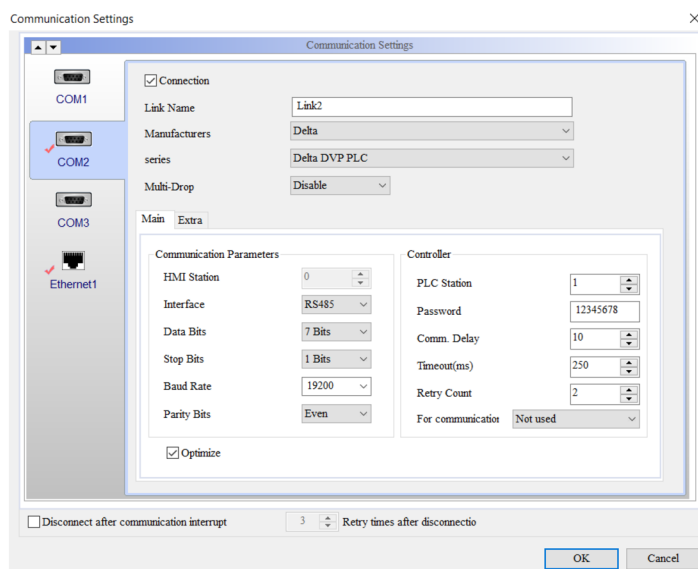 Communication Settings
Communication Settings
COM1
COM2
COM3
Ethernet1
Connection
Link Name Link2
Manufacturers Delta
series Delta DVP PLC
Multi-Drop Disable
Main Extra
Communication Parameters
HMI Station 0
Interface RS485
Data Bits 7 Bits
Stop Bits 1 Bits
Baud Rate 19200
Parity Bits Even
Optimize
Controller
PLC Station 1
Password 12345678
Comm. Delay 10
Timeout(ms) 250
Retry Count 2
For communication Not used
Disconnect after communication interrupt 3 Retry times after disconnectio
OK Cancel